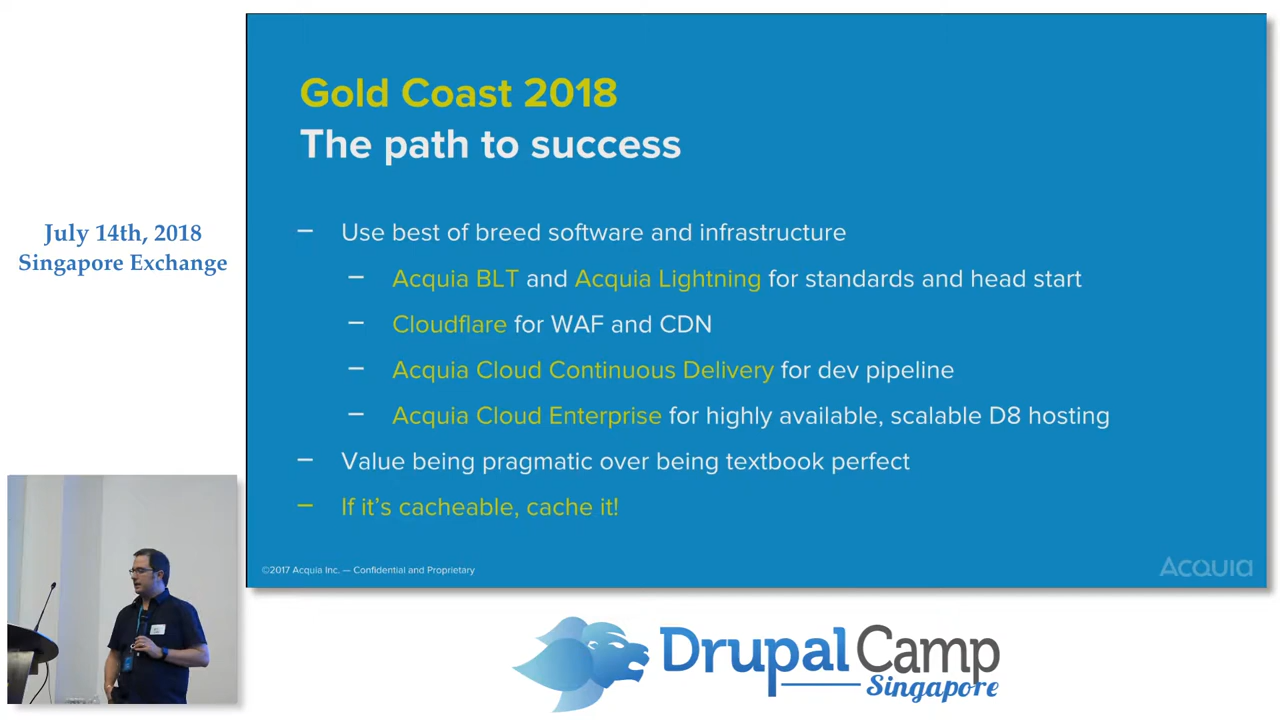 July 14th, 2018
Singapore Exchange
Gold Coast 2018
The path to success
– Use best of breed software and infrastructure
– Acquia BLT and Acquia Lightning for standards and head start
– Cloudflare for WAF and CDN
– Acquia Cloud Continuous Delivery for dev pipeline
– Acquia Cloud Enterprise for highly available, scalable D8 hosting
– Value being pragmatic over being textbook perfect
– If it's cacheable, cache it!
©2017 Acquia Inc. — Confidential and Proprietary
Acquia
DrupalCamp
Singapore